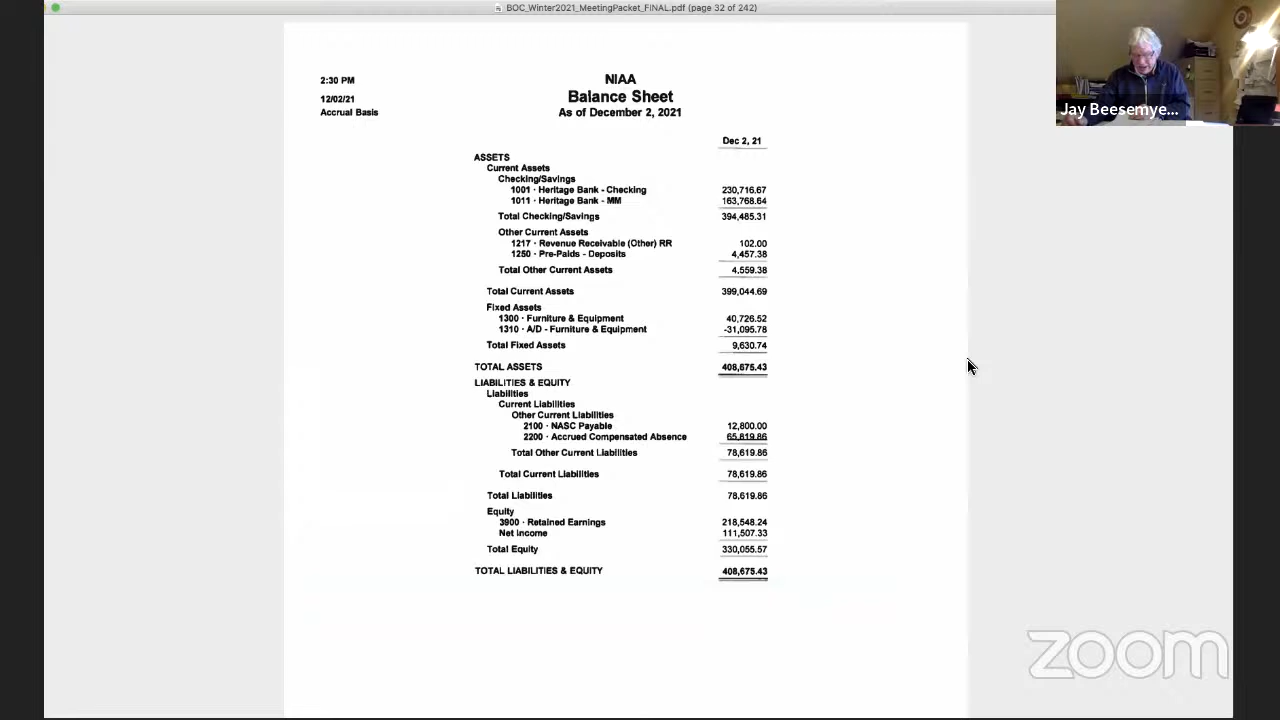 BOC_Winter2021_MeetingPacket_FINAL.pdf (page 32 of 242)
Jay Beesemye...
2:30 PM
12/02/21
Accrual Basis
NIAA
Balance Sheet
As of December 2, 2021
Dec 2, 21
ASSETS
Current Assets
Checking/Savings
1001 · Heritage Bank - Checking 230,716.67
1011 · Heritage Bank - MM 163,768.64
Total Checking/Savings 394,485.31
Other Current Assets
1217 · Revenue Receivable (Other) RR 102.00
1250 · Pre-Paids - Deposits 4,457.38
Total Other Current Assets 4,559.38
Total Current Assets 399,044.69
Fixed Assets
1300 · Furniture & Equipment 40,726.52
1310 · A/D - Furniture & Equipment -31,095.78
Total Fixed Assets 9,630.74
TOTAL ASSETS 408,675.43
LIABILITIES & EQUITY
Liabilities
Current Liabilities
Other Current Liabilities
2100 · NASC Payable 12,800.00
2200 · Accrued Compensated Absence 65,819.86
Total Other Current Liabilities 78,619.86
Total Current Liabilities 78,619.86
Total Liabilities 78,619.86
Equity
3900 · Retained Earnings 218,548.24
Net Income 111,507.33
Total Equity 330,055.57
TOTAL LIABILITIES & EQUITY 408,675.43
zoom